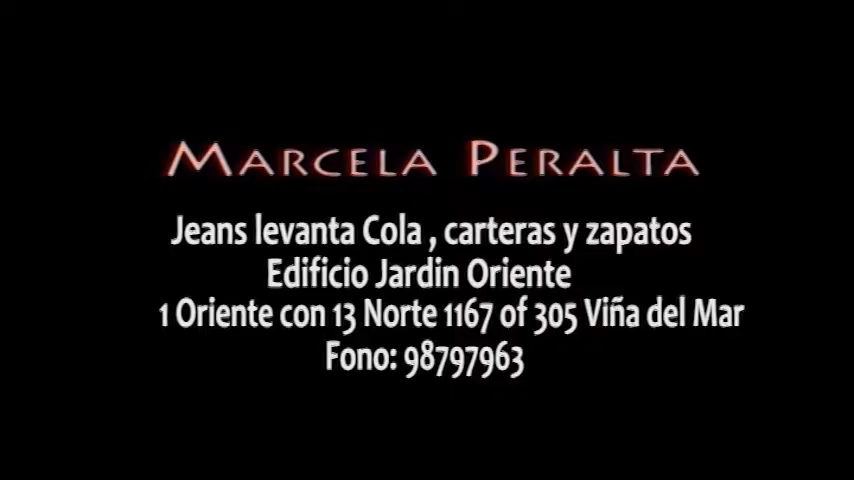 MARCELA PERALTA
Jeans levanta Cola , carteras y zapatos
Edificio Jardin Oriente
1 Oriente con 13 Norte 1167 of 305 Viña del Mar
Fono: 98797963